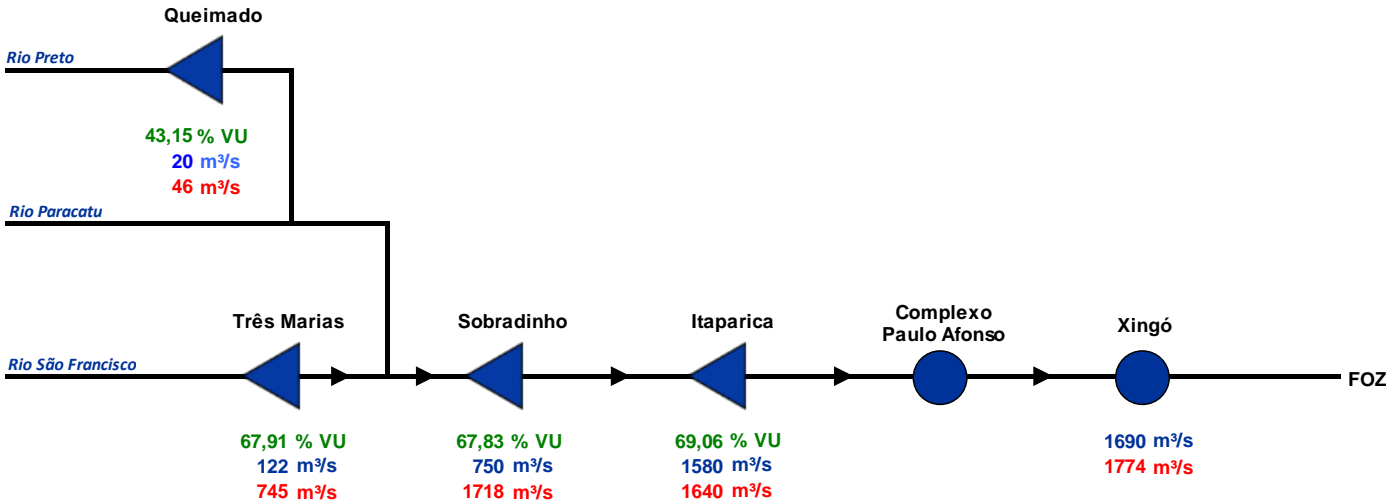 Queimado
Rio Preto
43,15 % VU
20 m³/s
46 m³/s
Rio Paracatu
Três Marias
Sobradinho
Itaparica
Complexo
Paulo Afonso
Xingó
Rio São Francisco
FOZ
67,91 % VU
122 m³/s
745 m³/s
67,83 % VU
750 m³/s
1718 m³/s
69,06 % VU
1580 m³/s
1640 m³/s
1690 m³/s
1774 m³/s